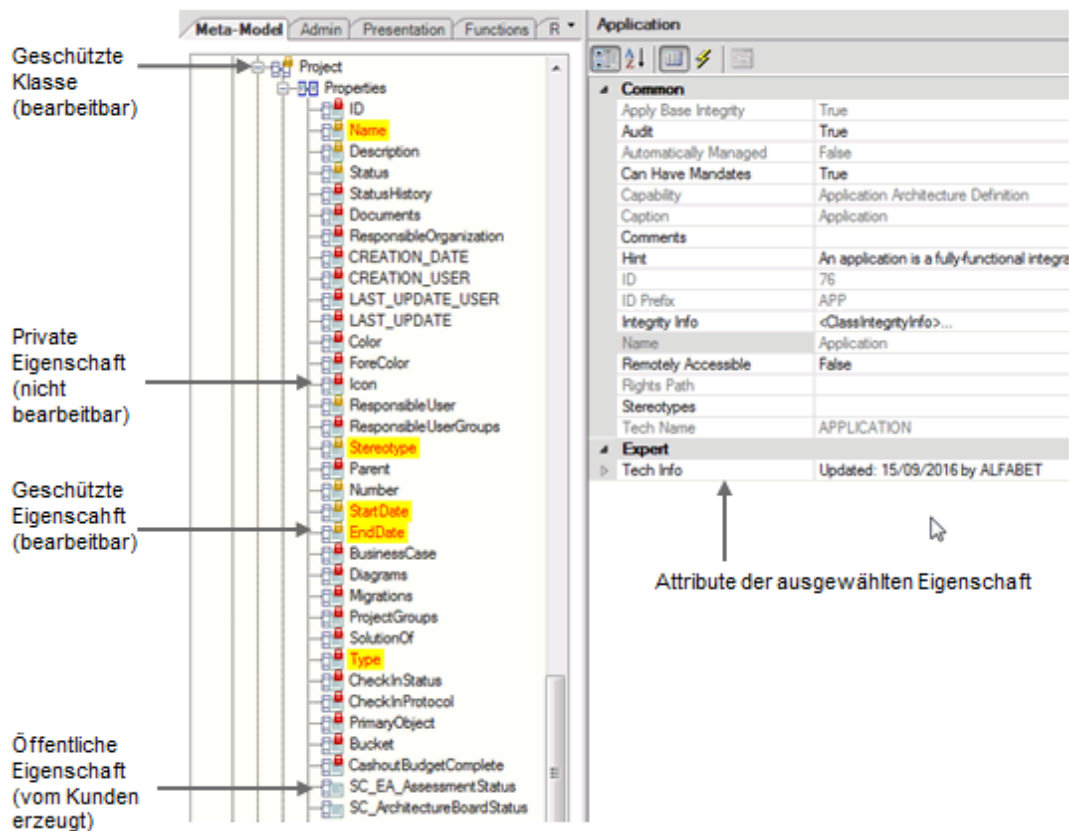 Geschützte
Klasse
(bearbeitbar)
Private
Eigenschaft
(nicht
bearbeitbar)
Geschützte
Eigenscahft
(bearbeitbar)
Öffentliche
Eigenschaft
(vom Kunden
erzeugt)
Meta-Model Admin Presentation Functions R
Project
Properties
ID
Name
Description
Status
StatusHistory
Documents
ResponsibleOrganization
CREATION_DATE
CREATION_USER
LAST_UPDATE_USER
LAST_UPDATE
Color
ForeColor
Icon
ResponsibleUser
ResponsibleUserGroups
Stereotype
Parent
Number
StartDate
EndDate
BusinessCase
Diagrams
Migrations
ProjectGroups
SolutionOf
Type
CheckInStatus
CheckInProtocol
PrimaryObject
Bucket
CashoutBudgetComplete
SC_EA_AssessmentStatus
SC_ArchitectureBoardStatus
Application
Common
Apply Base Integrity True
Audit True
Automatically Managed False
Can Have Mandates True
Capability Application Architecture Definition
Caption Application
Comments
Hint An application is a fully-functional integra
ID 76
ID Prefix APP
Integrity Info <ClassIntegrityInfo>...
Name Application
Remotely Accessible False
Rights Path
Stereotypes
Tech Name APPLICATION
Expert
Tech Info Updated: 15/09/2016 by ALFABET
Attribute der ausgewählten Eigenschaft